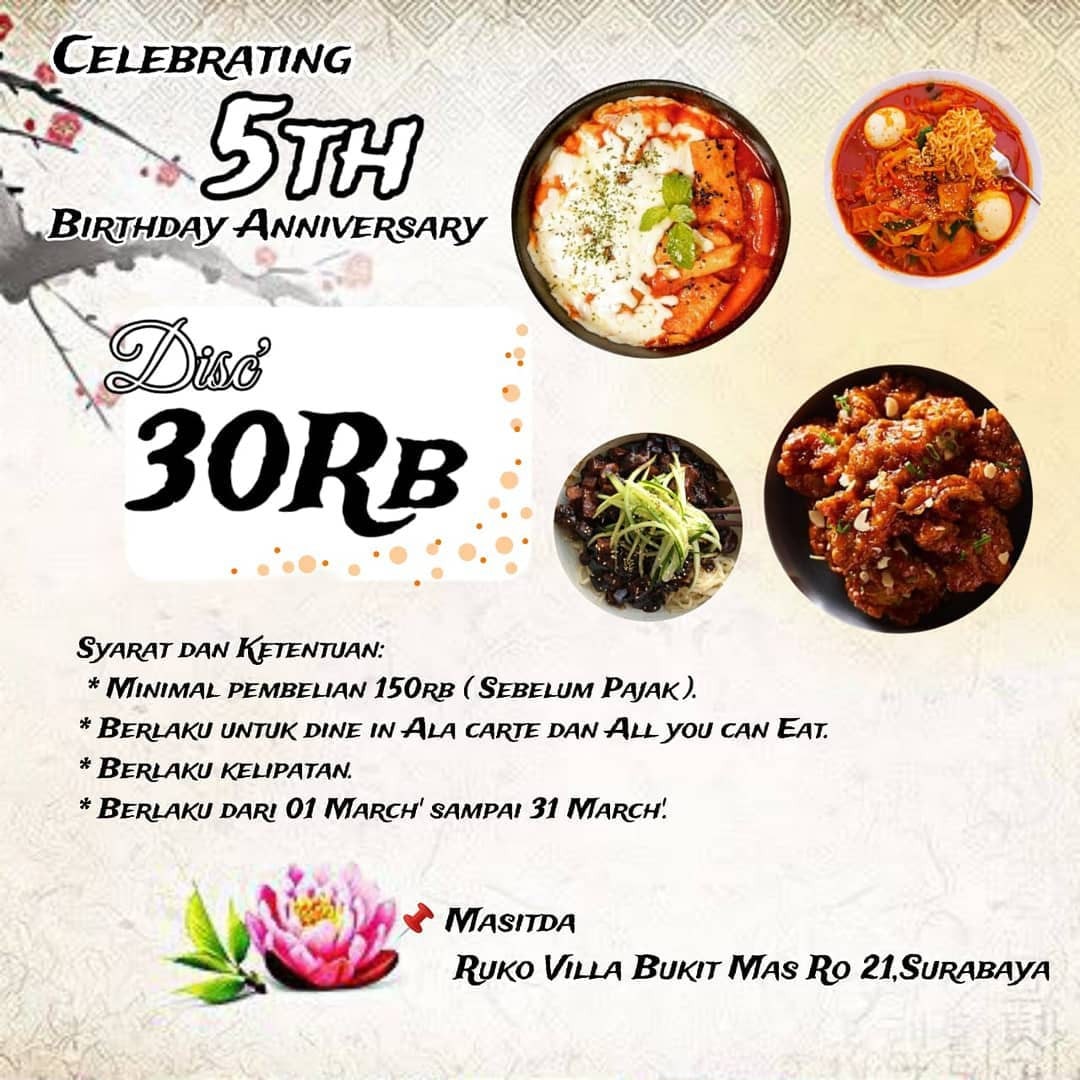 Celebrating
5th
Birthday Anniversary
Disc'
30Rb
Syarat dan Ketentuan:
* Minimal pembelian 150rb ( Sebelum Pajak ).
* Berlaku untuk dine in Ala carte dan All you can Eat.
* Berlaku kelipatan.
* Berlaku dari 01 March' sampai 31 March'.
Masitda
Ruko Villa Bukit Mas Ro 21,Surabaya